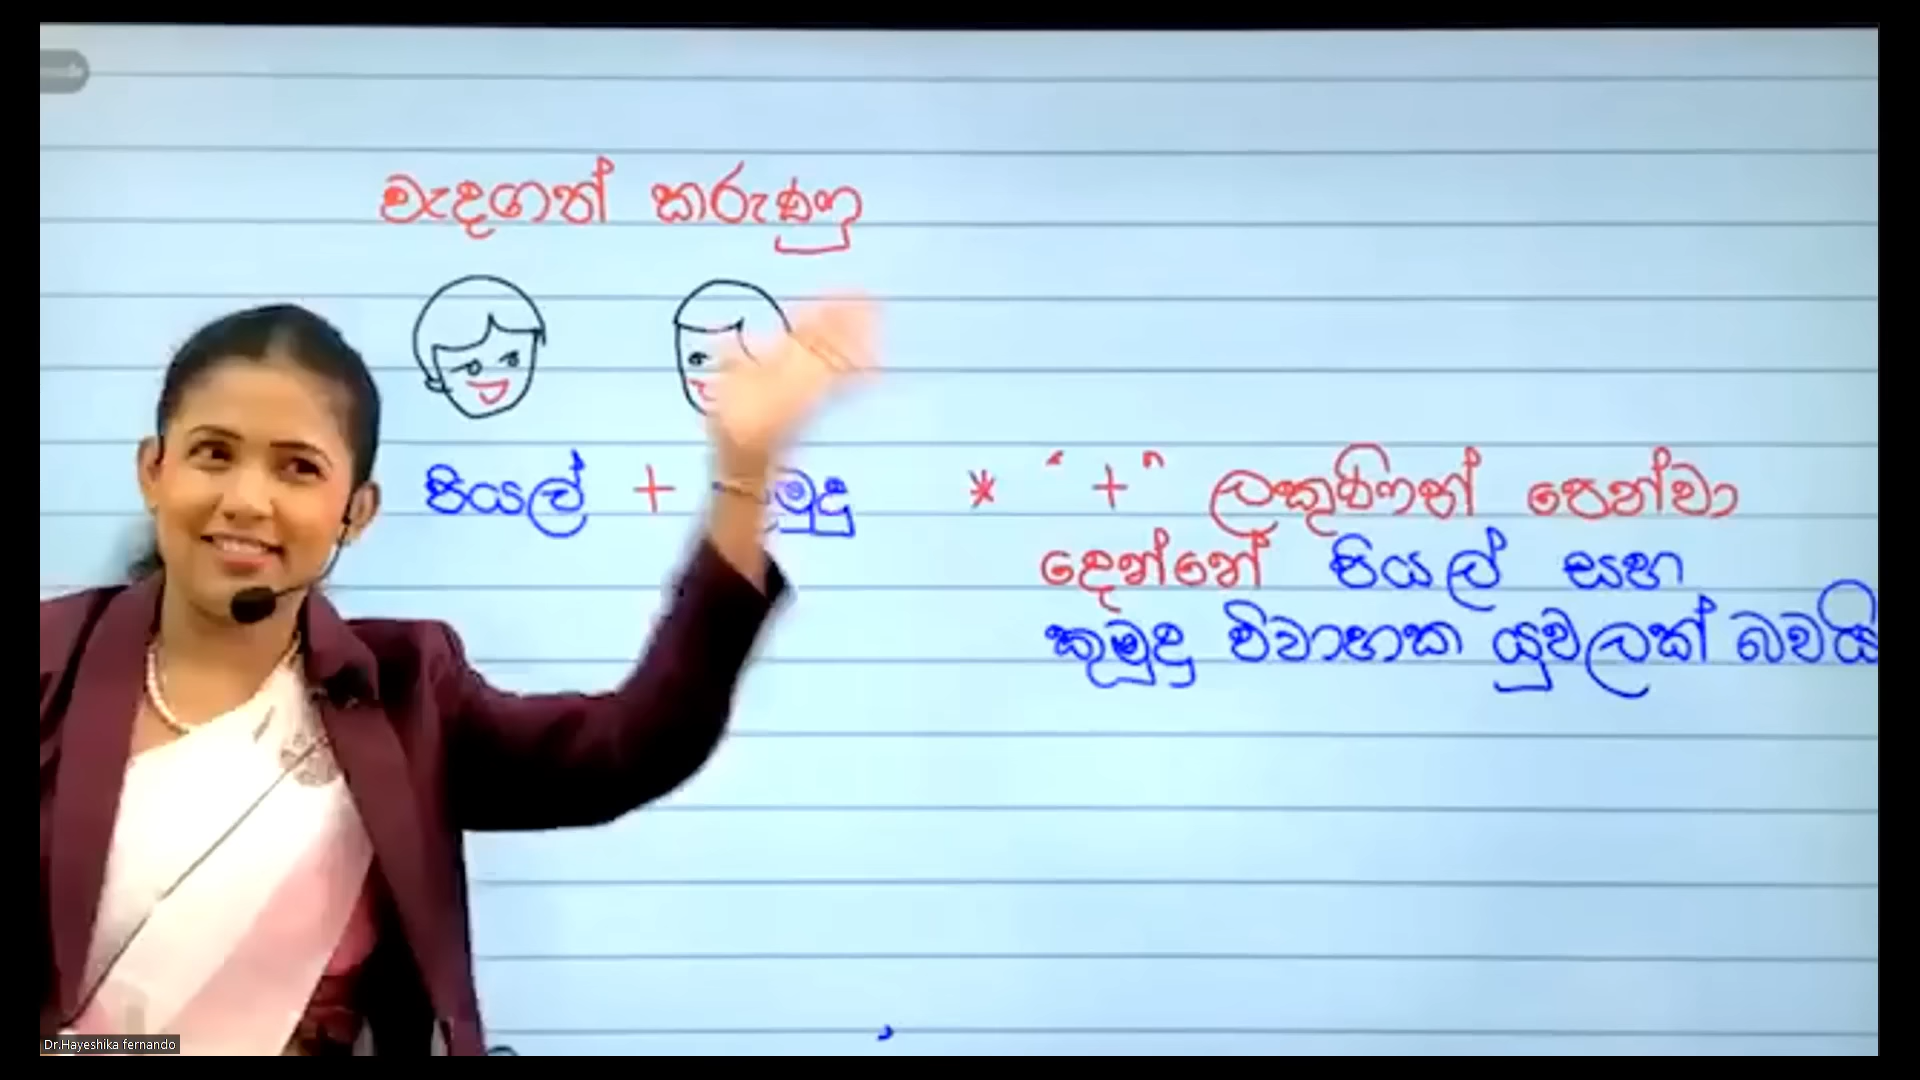 වැදගත් කරුණු
පියල් + මුදු
* "+" ලකුණින් පෙන්වා
දෙන්නේ පියල් සහ
කුමුදු විවාහක යුවලක් බවයි
Dr.Hayeshika fernando